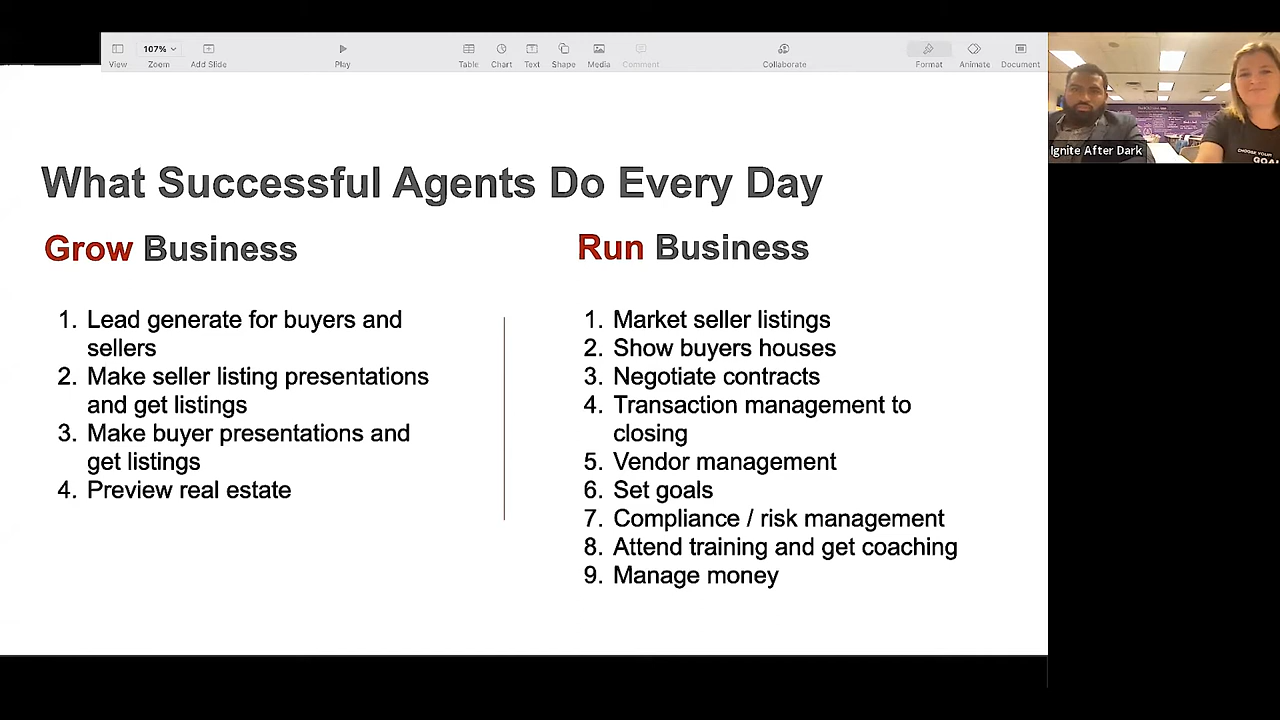 107%
View
Zoom
Add Slide
Play
Table
Chart
Text
Shape
Media
Comment
Collaborate
Format
Animate
Document
Ignite After Dark
CHOOSE YOUR
What Successful Agents Do Every Day
Grow Business
1. Lead generate for buyers and
sellers
2. Make seller listing presentations
and get listings
3. Make buyer presentations and
get listings
4. Preview real estate
Run Business
1. Market seller listings
2. Show buyers houses
3. Negotiate contracts
4. Transaction management to
closing
5. Vendor management
6. Set goals
7. Compliance / risk management
8. Attend training and get coaching
9. Manage money